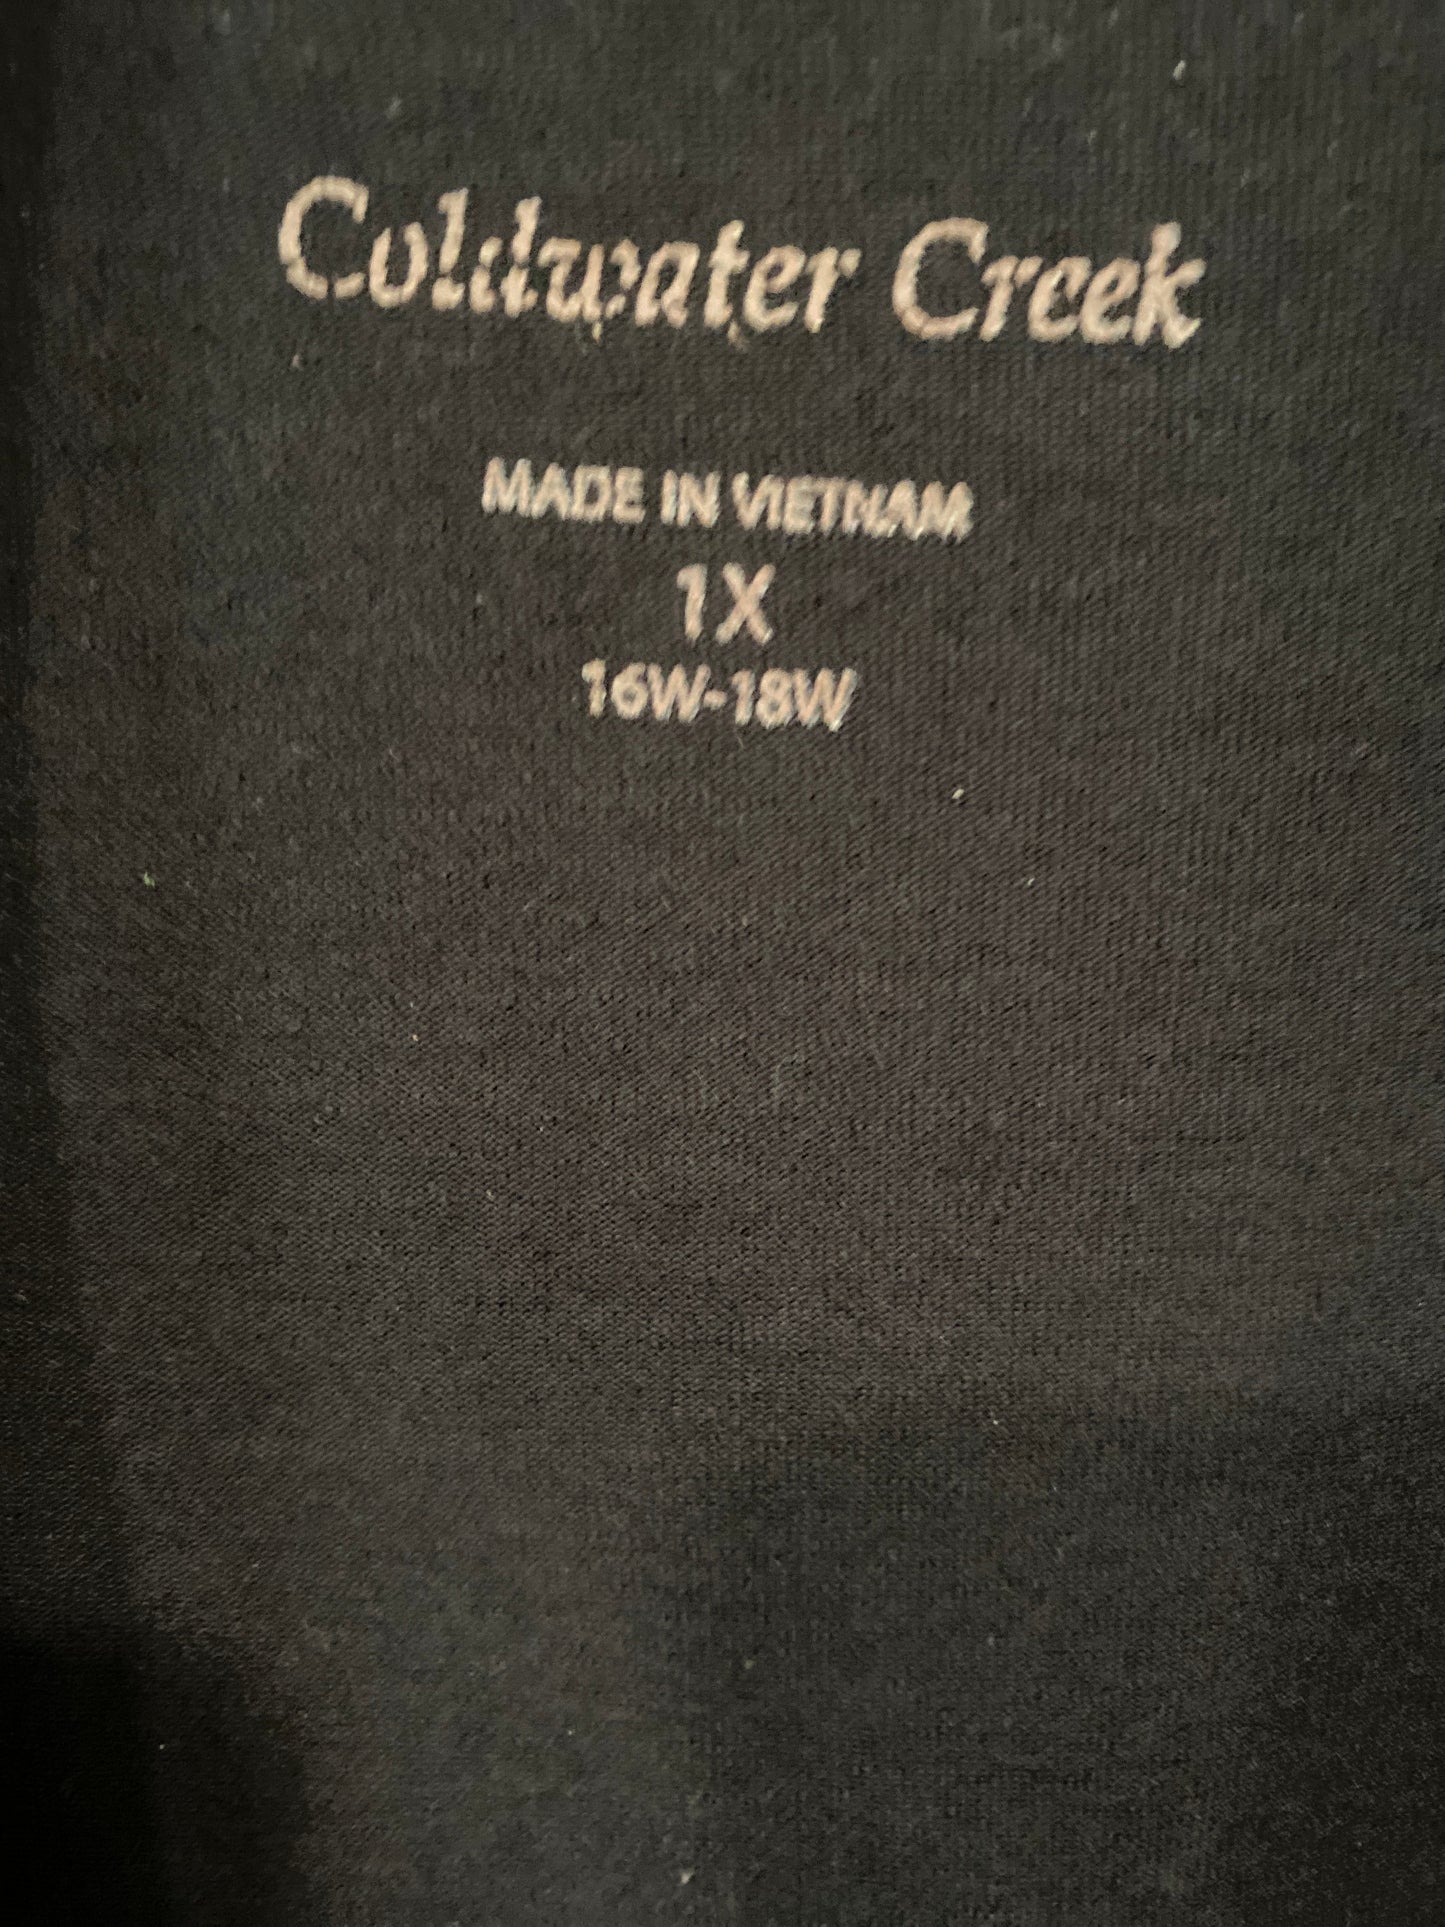 Coldwater Creek
MADE IN VIETNAM
1X
16W-18W